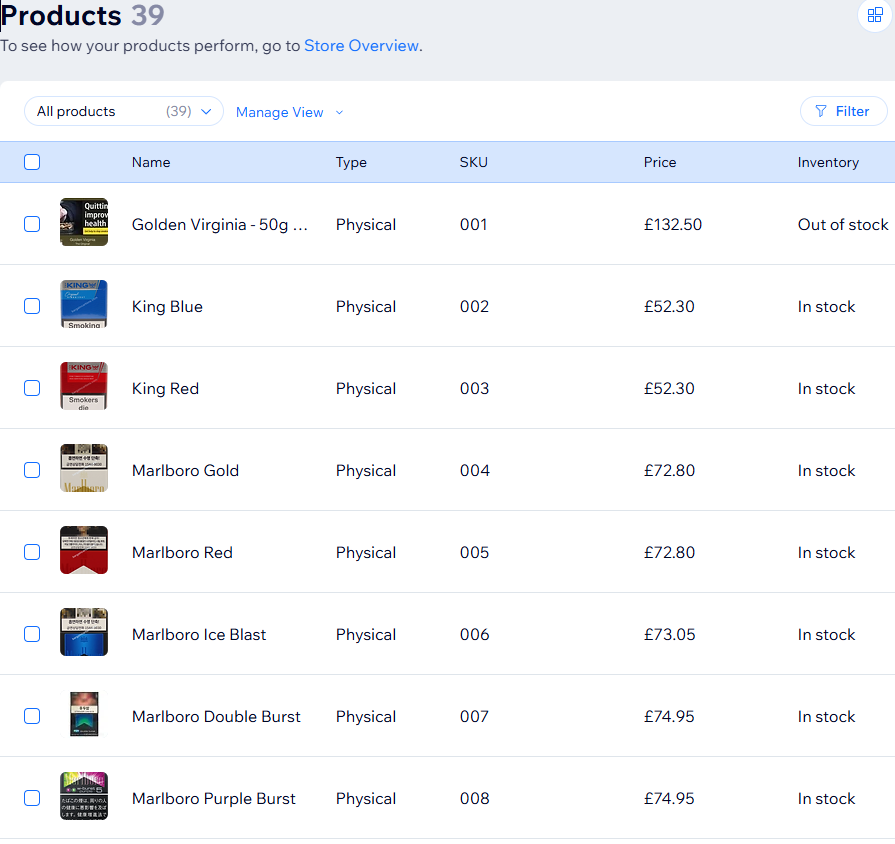 Products 39
To see how your products perform, go to Store Overview.
All products (39)
Manage View
Filter
Name Type SKU Price Inventory
Quittin
improv
health
Golden Virginia
Golden Virginia - 50g ... Physical 001 £132.50 Out of stock
KING
Smoking
King Blue Physical 002 £52.30 In stock
KING
Smokers
die
King Red Physical 003 £52.30 In stock
Marlboro Gold Physical 004 £72.80 In stock
Marlboro Red Physical 005 £72.80 In stock
Marlboro Ice Blast Physical 006 £73.05 In stock
Marlboro Double Burst Physical 007 £74.95 In stock
Marlboro Purple Burst Physical 008 £74.95 In stock